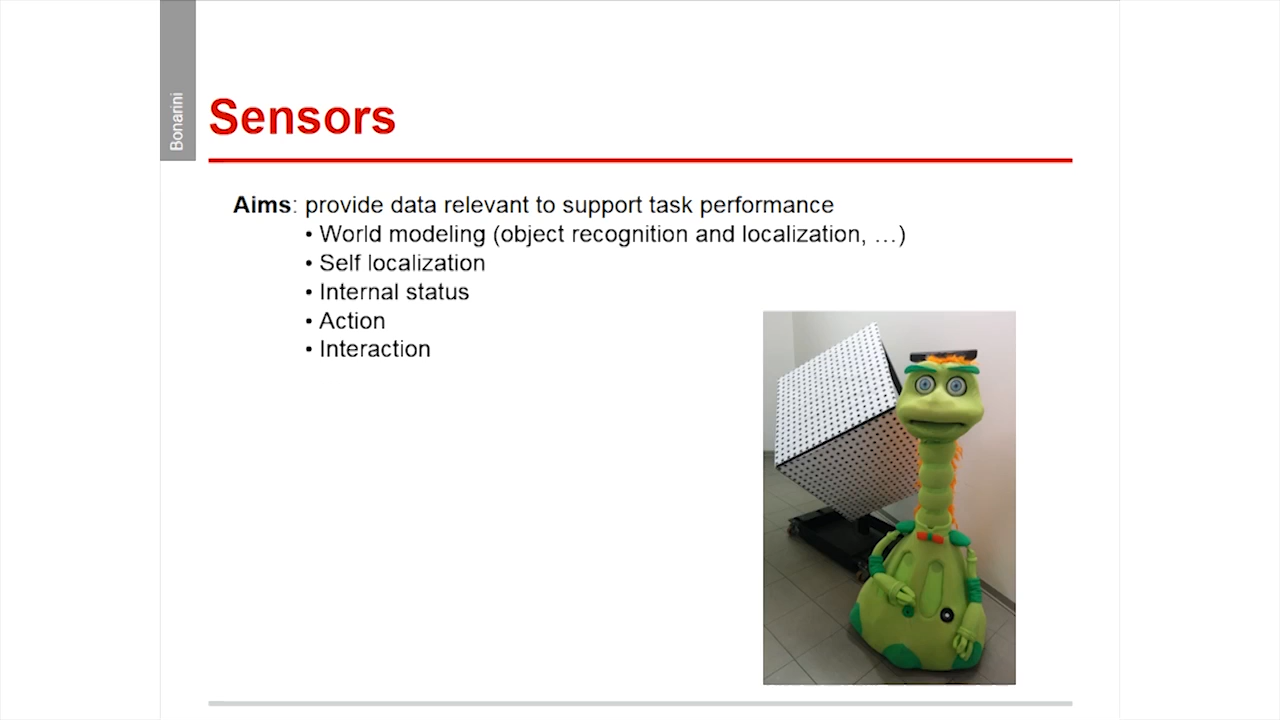 Bonarini
Sensors
Aims: provide data relevant to support task performance
• World modeling (object recognition and localization, …)
• Self localization
• Internal status
• Action
• Interaction